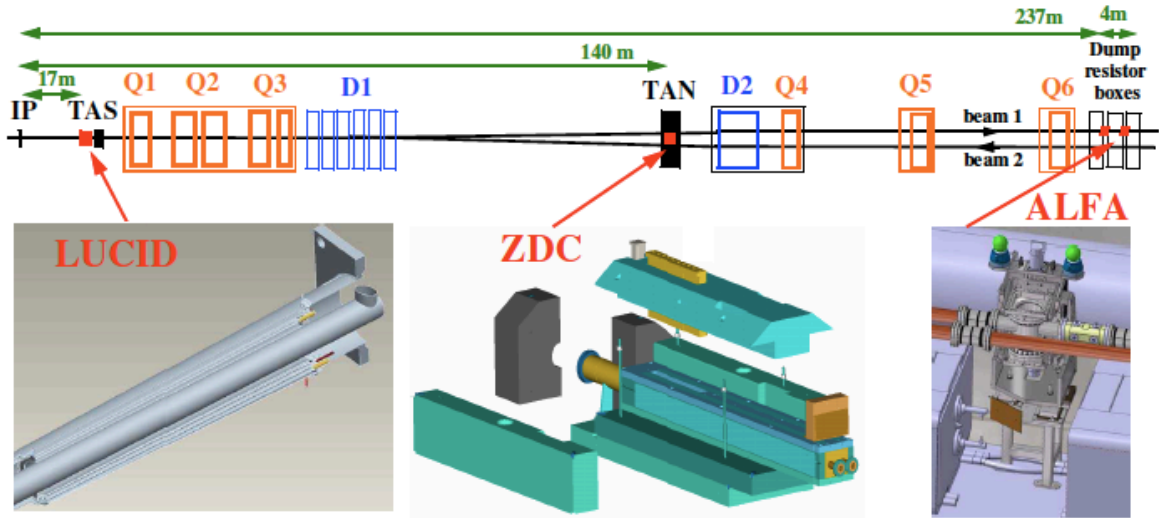 237m
4m
140 m
Dump
resistor
boxes
17m
Q1
Q2
Q3
D1
TAN
D2
Q4
Q5
Q6
IP
TAS
beam 1
beam 2
LUCID
ZDC
ALFA